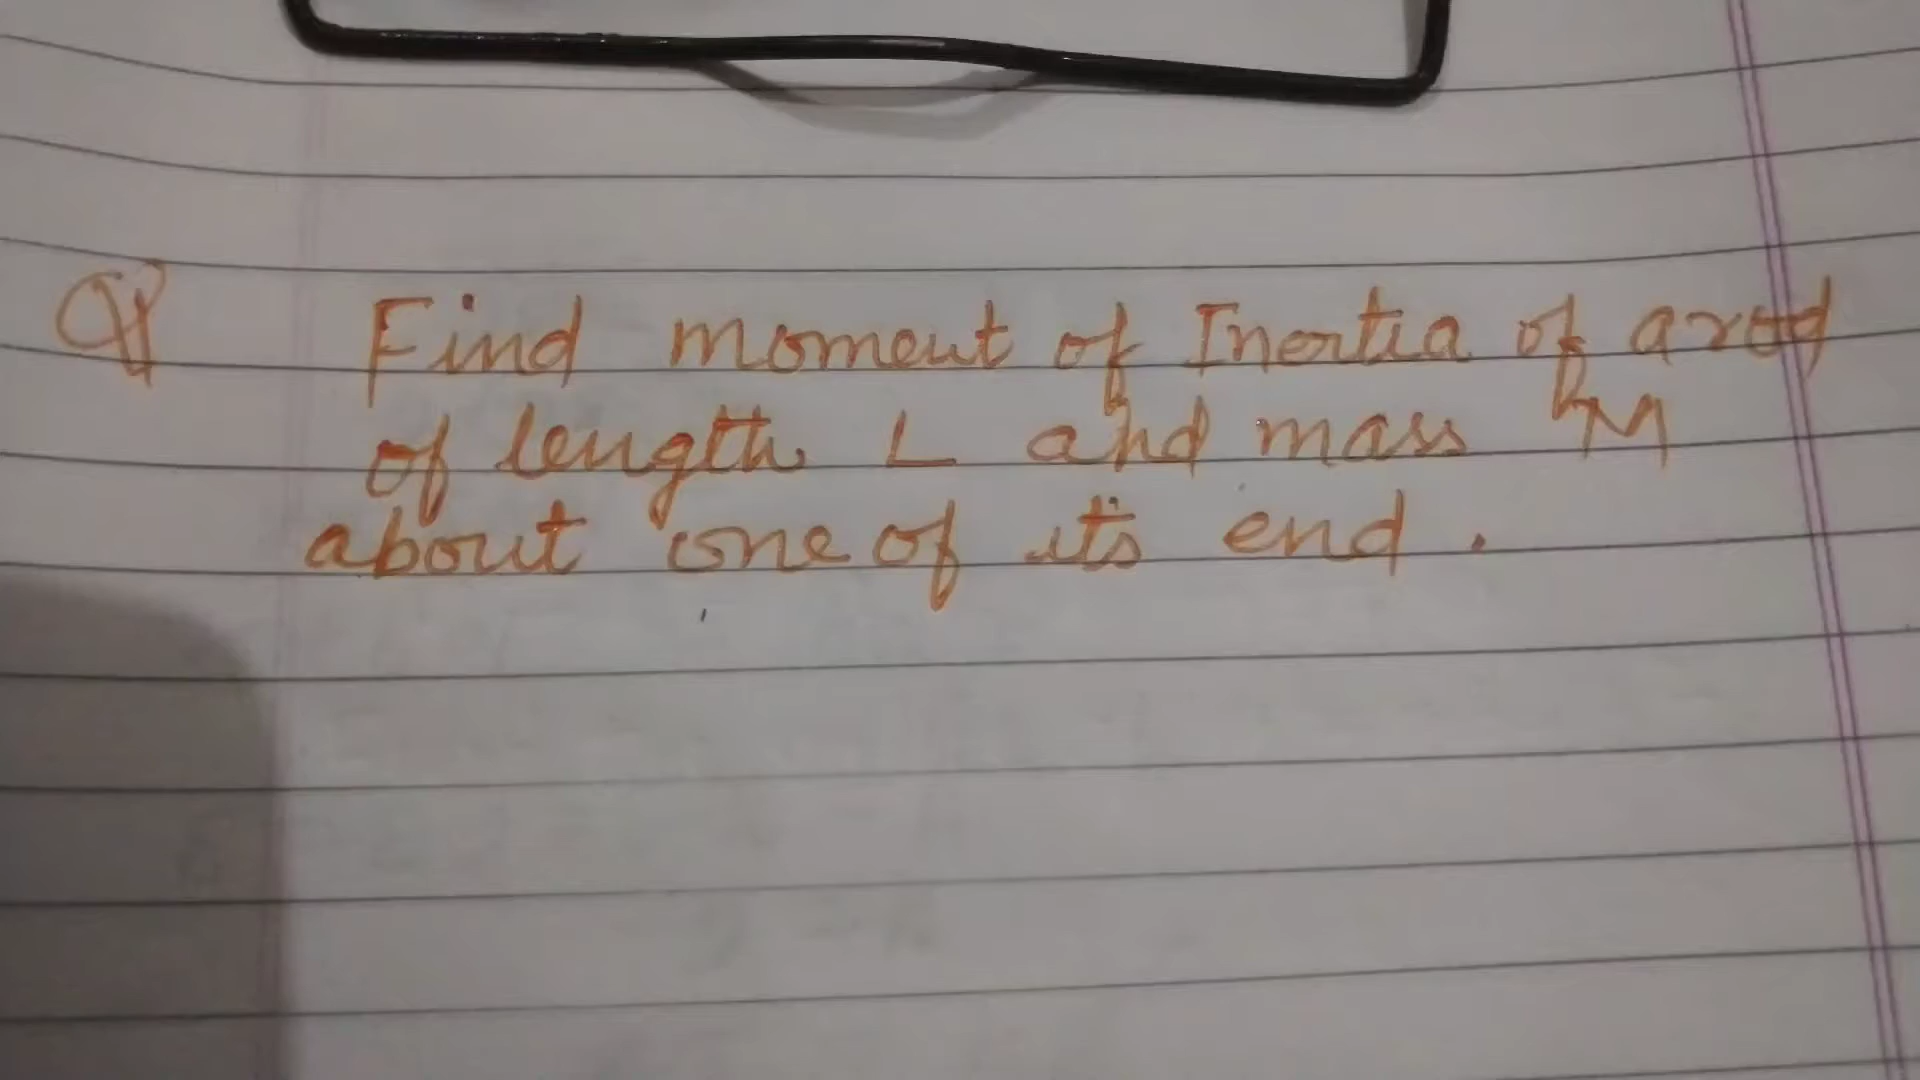 Q Find moment of Inertia of a rod
of length L and mass M
about one of its end.